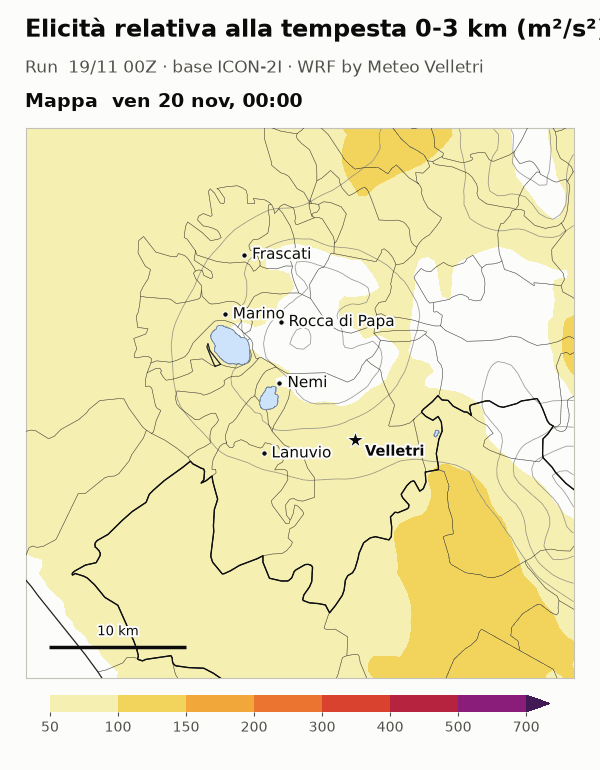 Elicità relativa alla tempesta 0-3 km (m²/s²)
Run  19/11 00Z · base ICON-2I · WRF by Meteo Velletri
Mappa  ven 20 nov, 00:00
Frascati
Marino
Rocca di Papa
Nemi
Velletri
Lanuvio
10 km
50 100 150 200 300 400 500 700